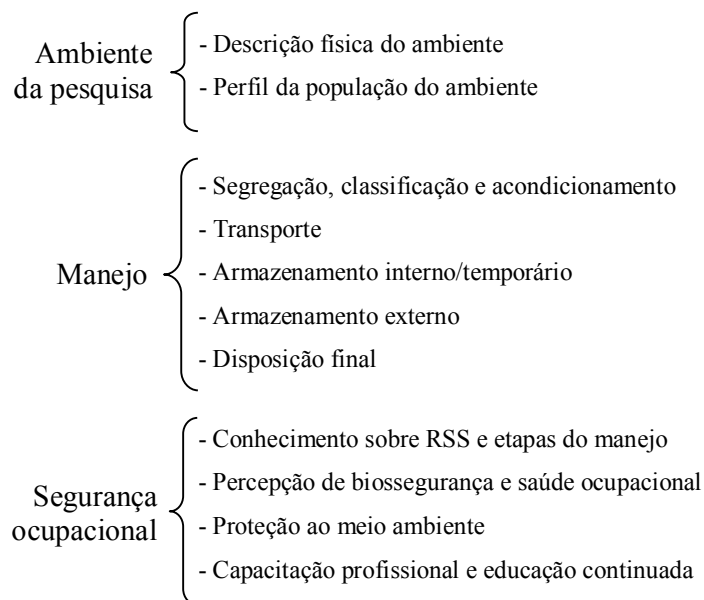 Ambiente
da pesquisa
- Descrição física do ambiente
- Perfil da população do ambiente
Manejo
- Segregação, classificação e acondicionamento
- Transporte
- Armazenamento interno/temporário
- Armazenamento externo
- Disposição final
Segurança
ocupacional
- Conhecimento sobre RSS e etapas do manejo
- Percepção de biossegurança e saúde ocupacional
- Proteção ao meio ambiente
- Capacitação profissional e educação continuada